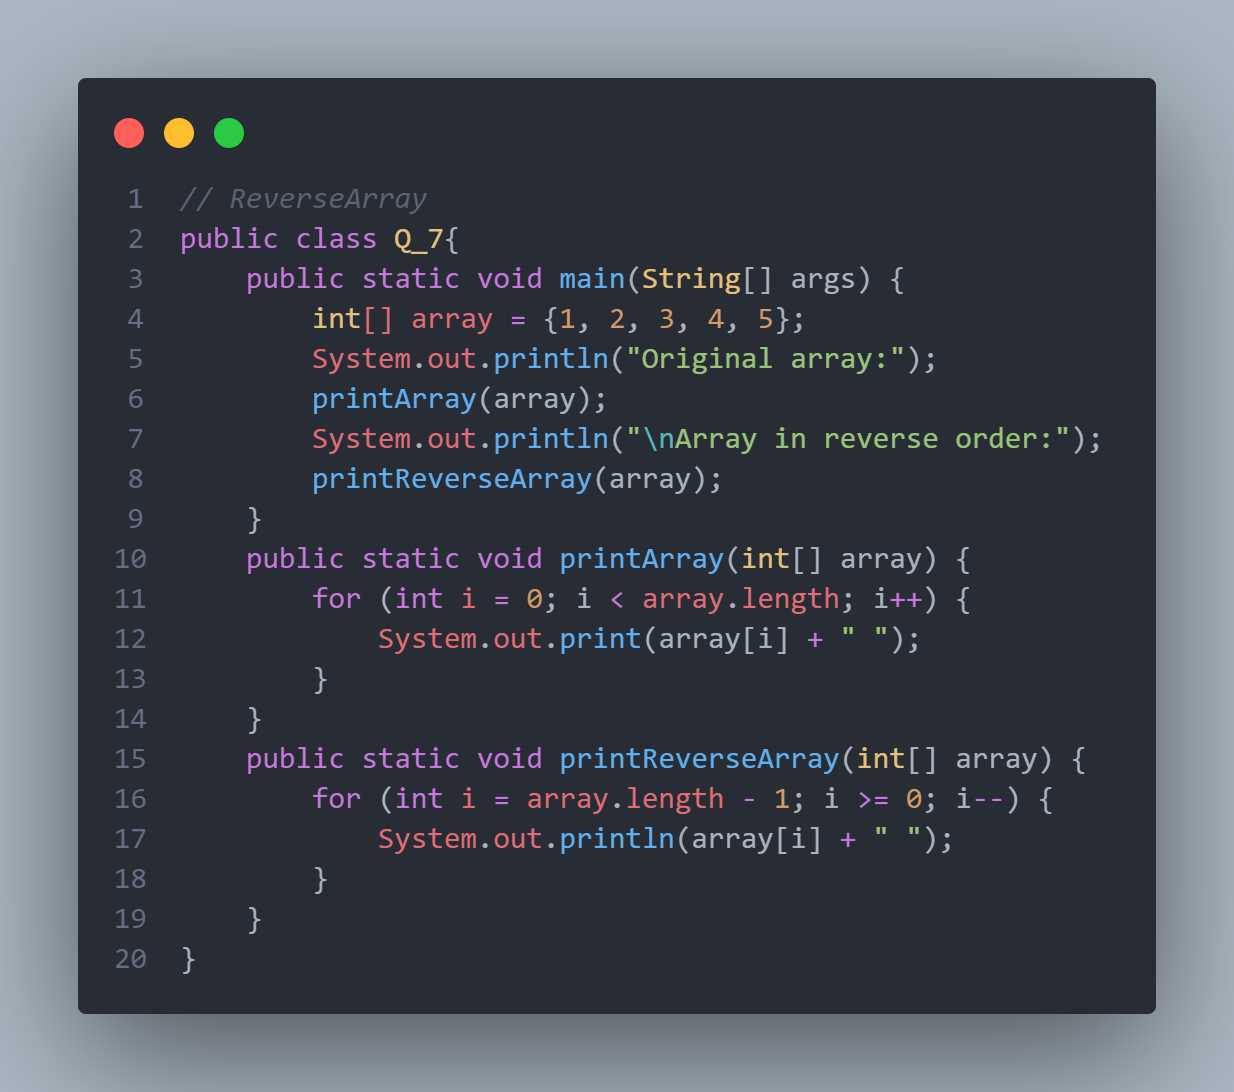 1 // ReverseArray
2 public class Q_7{
3     public static void main(String[] args) {
4         int[] array = {1, 2, 3, 4, 5};
5         System.out.println("Original array:");
6         printArray(array);
7         System.out.println("\nArray in reverse order:");
8         printReverseArray(array);
9     }
10     public static void printArray(int[] array) {
11         for (int i = 0; i < array.length; i++) {
12             System.out.print(array[i] + " ");
13         }
14     }
15     public static void printReverseArray(int[] array) {
16         for (int i = array.length - 1; i >= 0; i--) {
17             System.out.println(array[i] + " ");
18         }
19     }
20 }